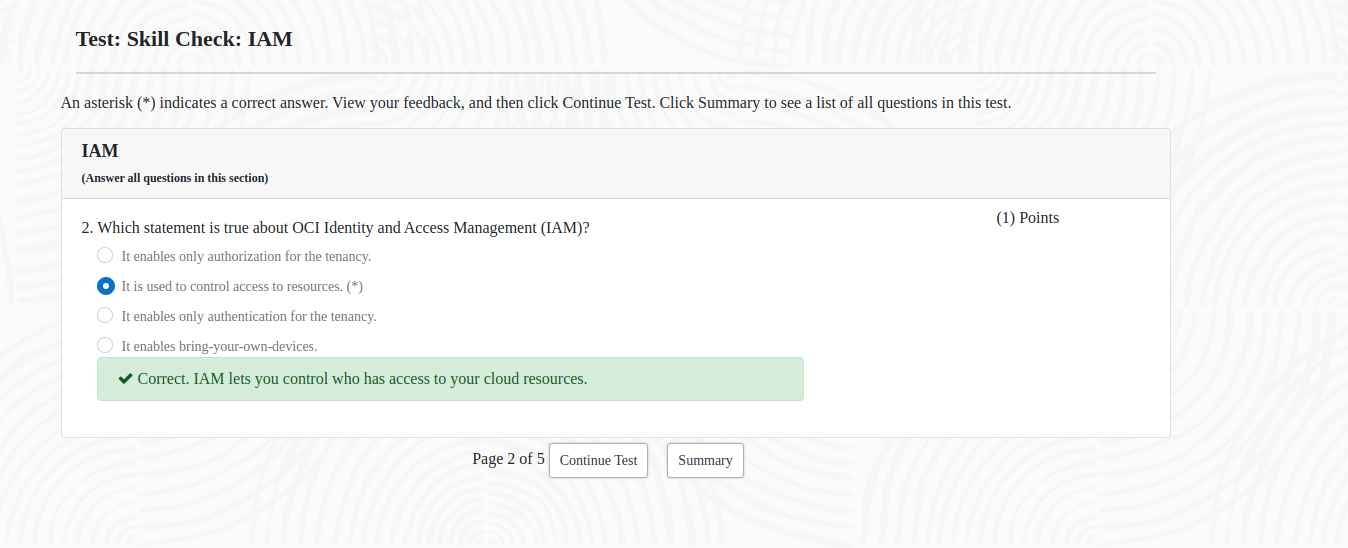 Test: Skill Check: IAM
An asterisk (*) indicates a correct answer. View your feedback, and then click Continue Test. Click Summary to see a list of all questions in this test.
IAM
(Answer all questions in this section)
2. Which statement is true about OCI Identity and Access Management (IAM)?
(1) Points
It enables only authorization for the tenancy.
It is used to control access to resources. (*)
It enables only authentication for the tenancy.
It enables bring-your-own-devices.
Correct. IAM lets you control who has access to your cloud resources.
Page 2 of 5 Continue Test Summary